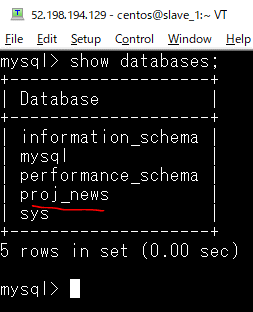 52.198.194.129 - centos@slave_1:~ VT
File Edit Setup Control Window
mysql> show databases;
+--------------------+
| Database           |
+--------------------+
| information_schema |
| mysql              |
| performance_schema |
| proj_news          |
| sys                |
+--------------------+
5 rows in set (0.00 sec)
mysql>